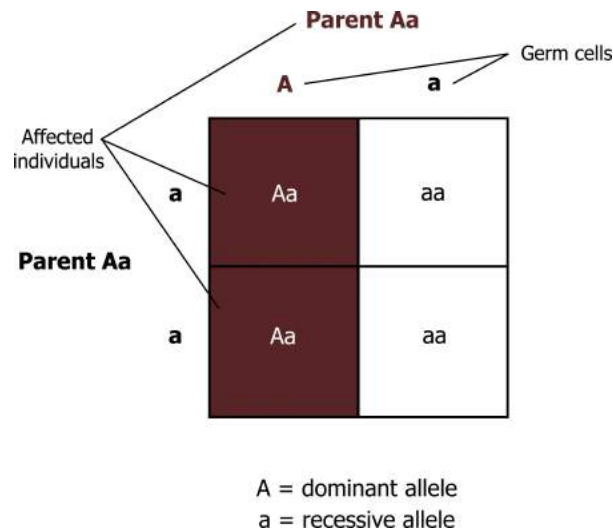 Parent Aa
Germ cells
A a
Affected
individuals
a Aa aa
Parent Aa
a Aa aa
A = dominant allele
a = recessive allele